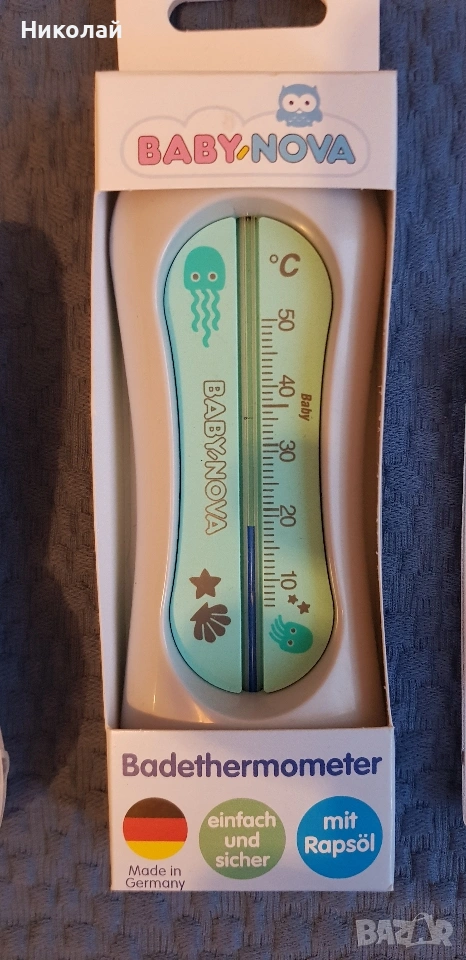 Николай
BABY NOVA
°C
50
40
Baby
30
20
10
BABY NOVA
Badethermometer
Made in
Germany
einfach
und
sicher
mit
Rapsöl
BAZAR